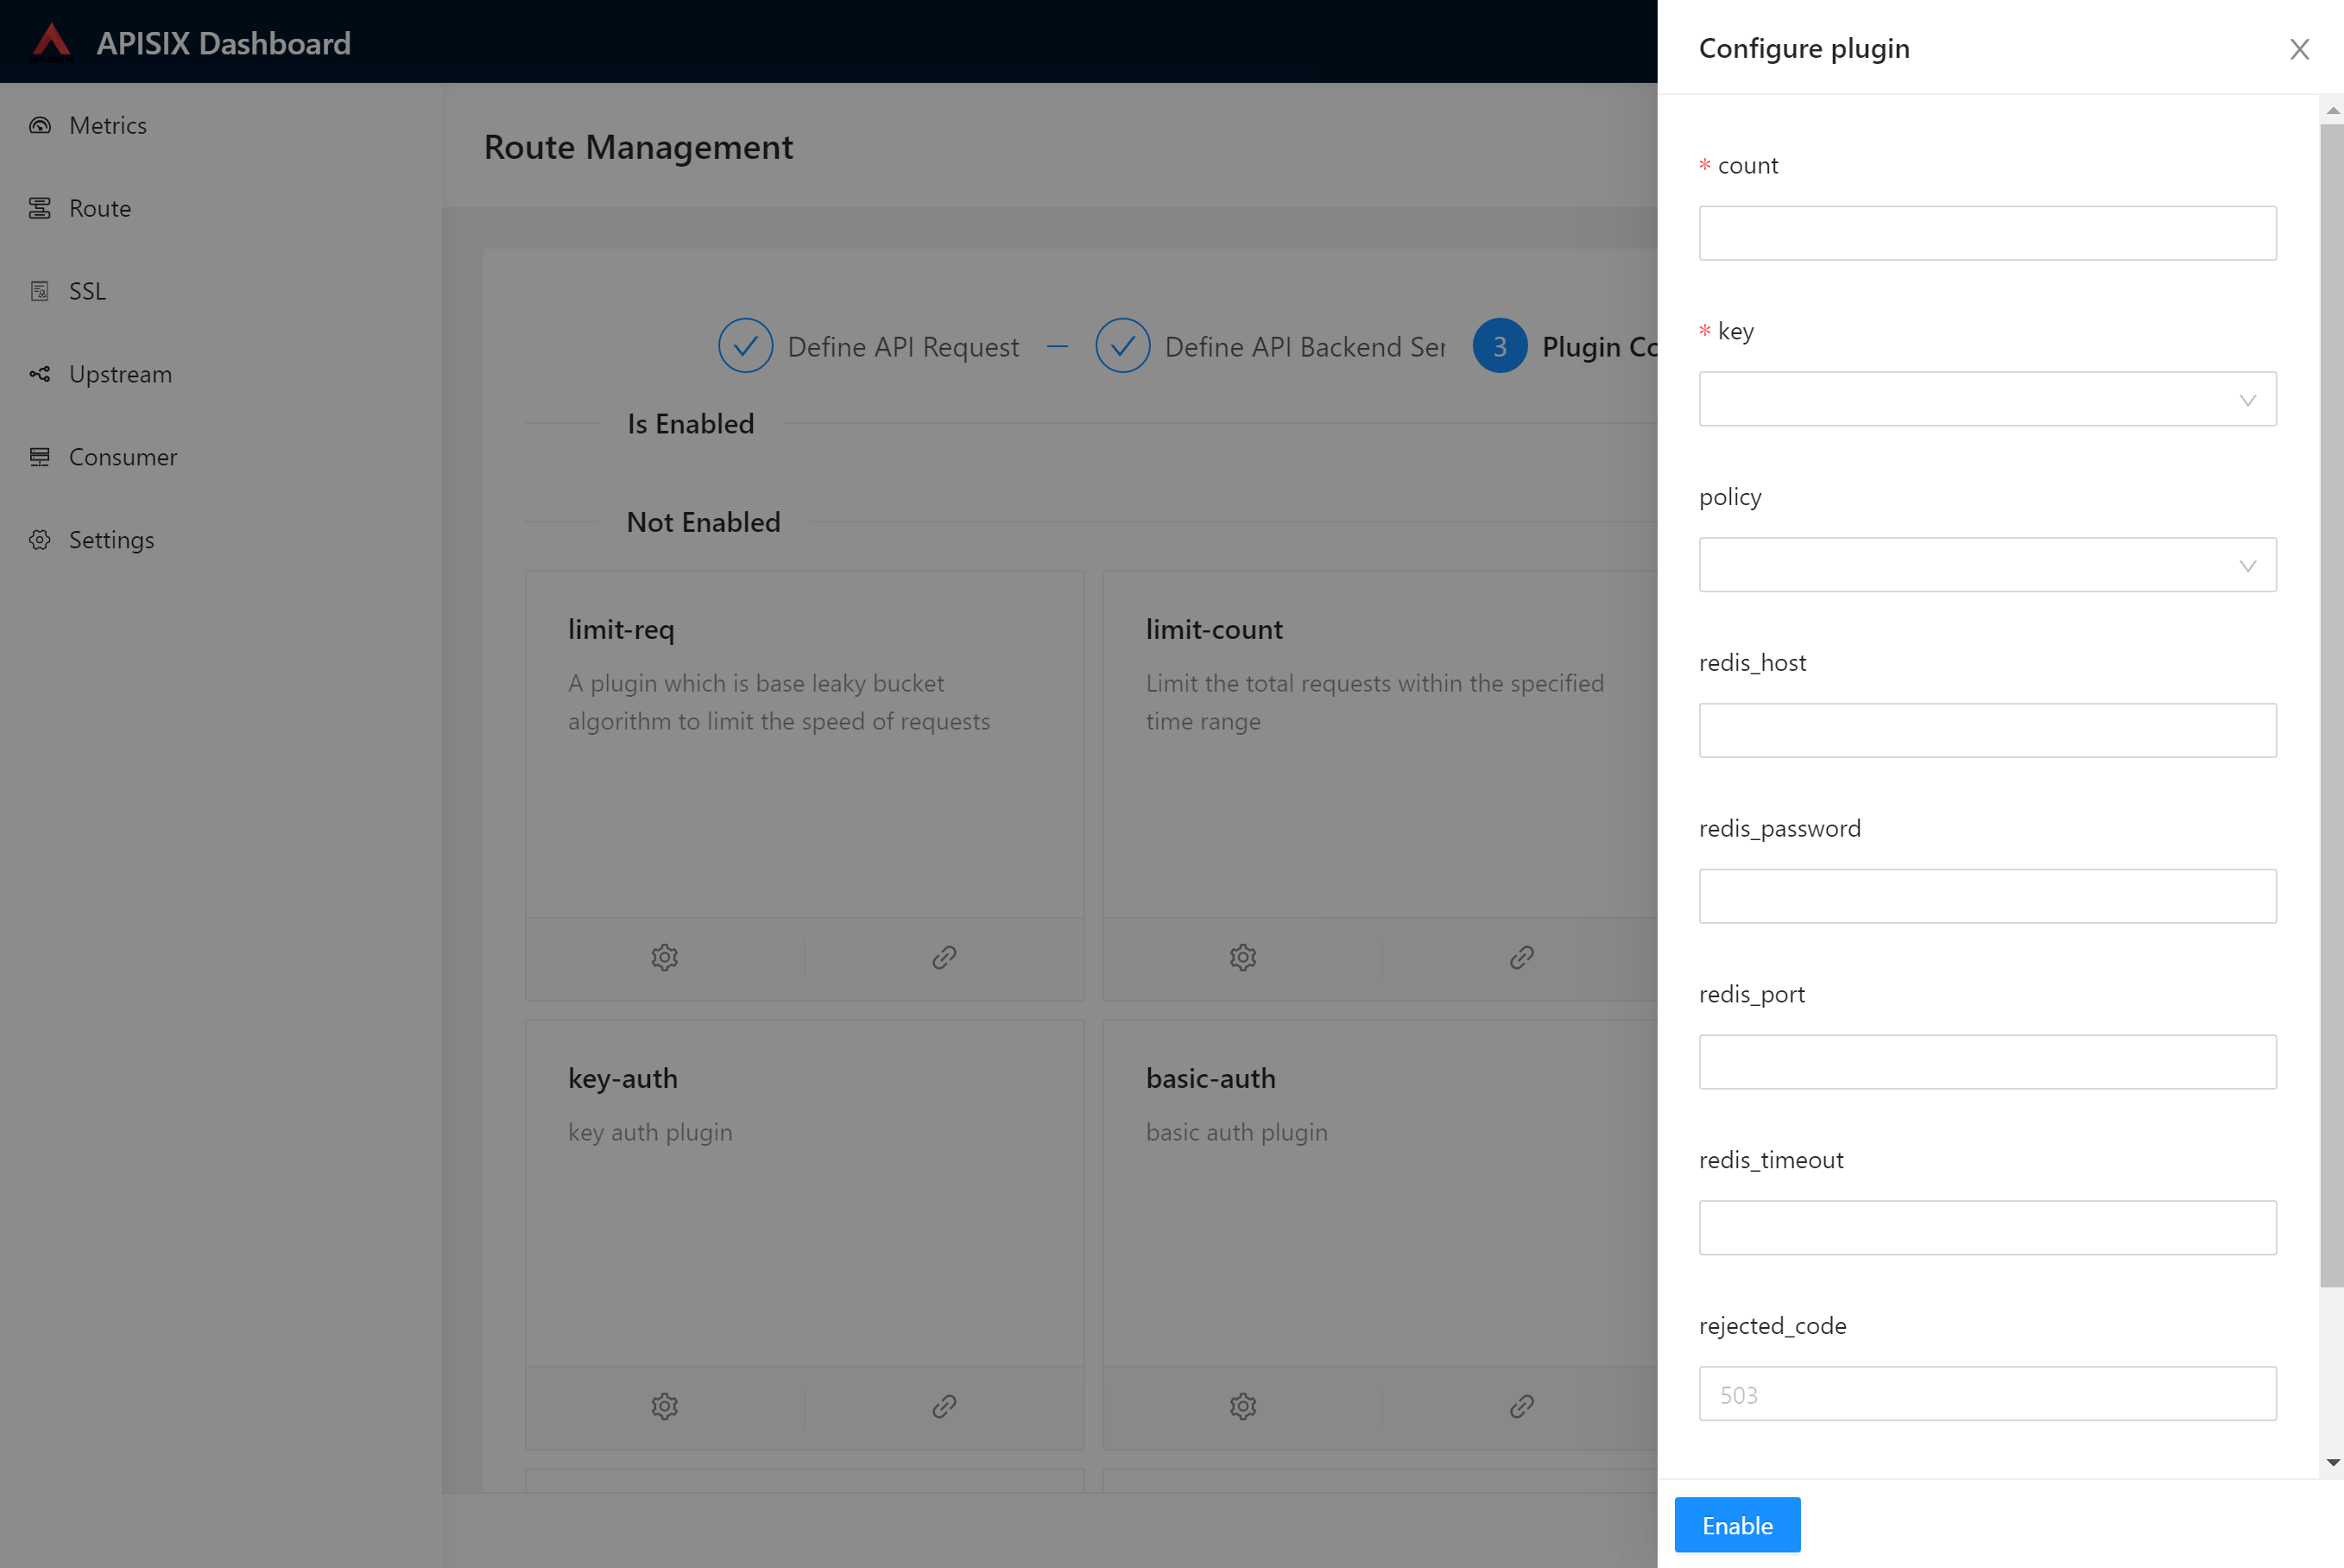 APISIX Dashboard
Metrics
Route
SSL
Upstream
Consumer
Settings
Route Management
Define API Request
Define API Backend Ser
3
Plugin Co
Is Enabled
Not Enabled
limit-req
A plugin which is base leaky bucket
algorithm to limit the speed of requests
limit-count
Limit the total requests within the specified
time range
key-auth
key auth plugin
basic-auth
basic auth plugin
Configure plugin
* count
* key
policy
redis_host
redis_password
redis_port
redis_timeout
rejected_code
503
Enable